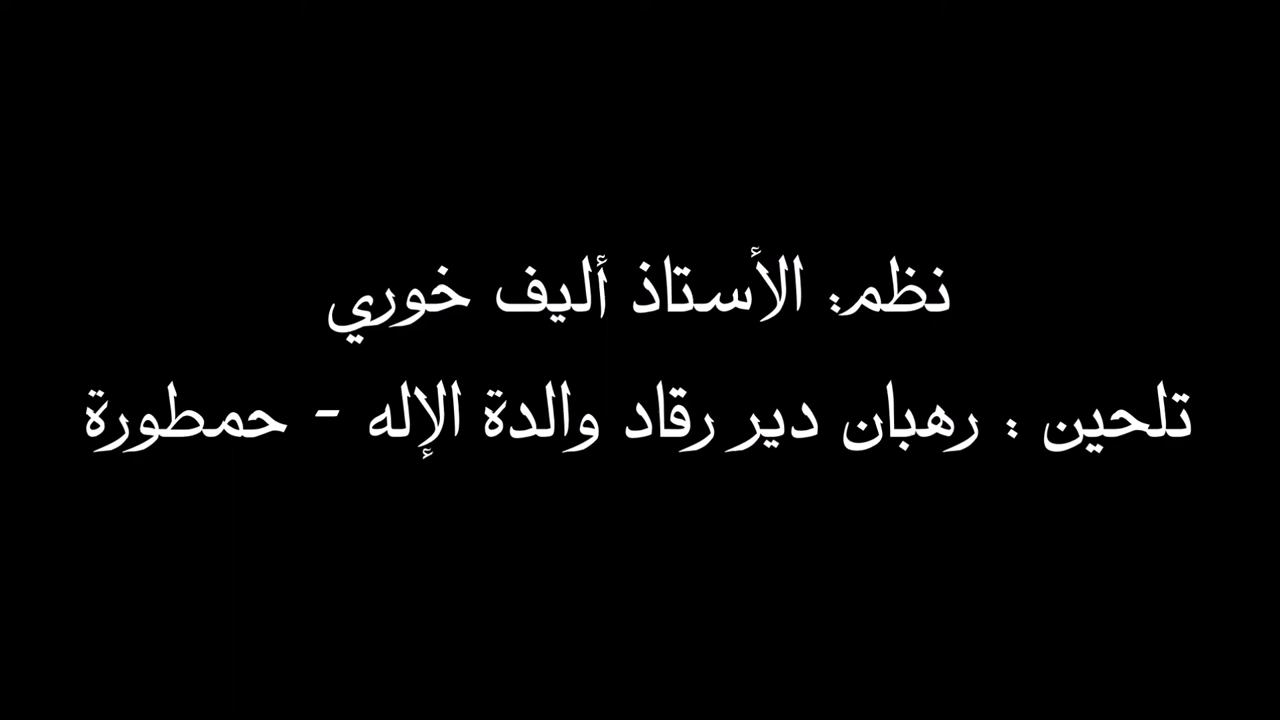 نظم: الأستاذ أليف خوري
تلحين : رهبان دير رقاد والدة الإله - حمطورة